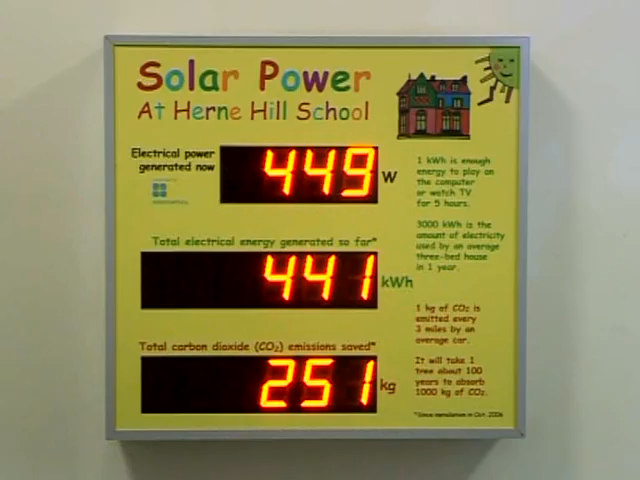 Solar Power
At Herne Hill School
Electrical power
generated now
449 W
Total electrical energy generated so far*
441 kWh
Total carbon dioxide (CO₂) emissions saved*
251 kg
1 kWh is enough
energy to play on
the computer
or watch TV
for 5 hours.
3000 kWh is the
amount of electricity
used by an average
three-bed house
in 1 year.
1 kg of CO₂ is
emitted every
3 miles by an
average car.
It will take 1
tree about 100
years to absorb
1000 kg of CO₂.
*Since installation in Oct. 2006